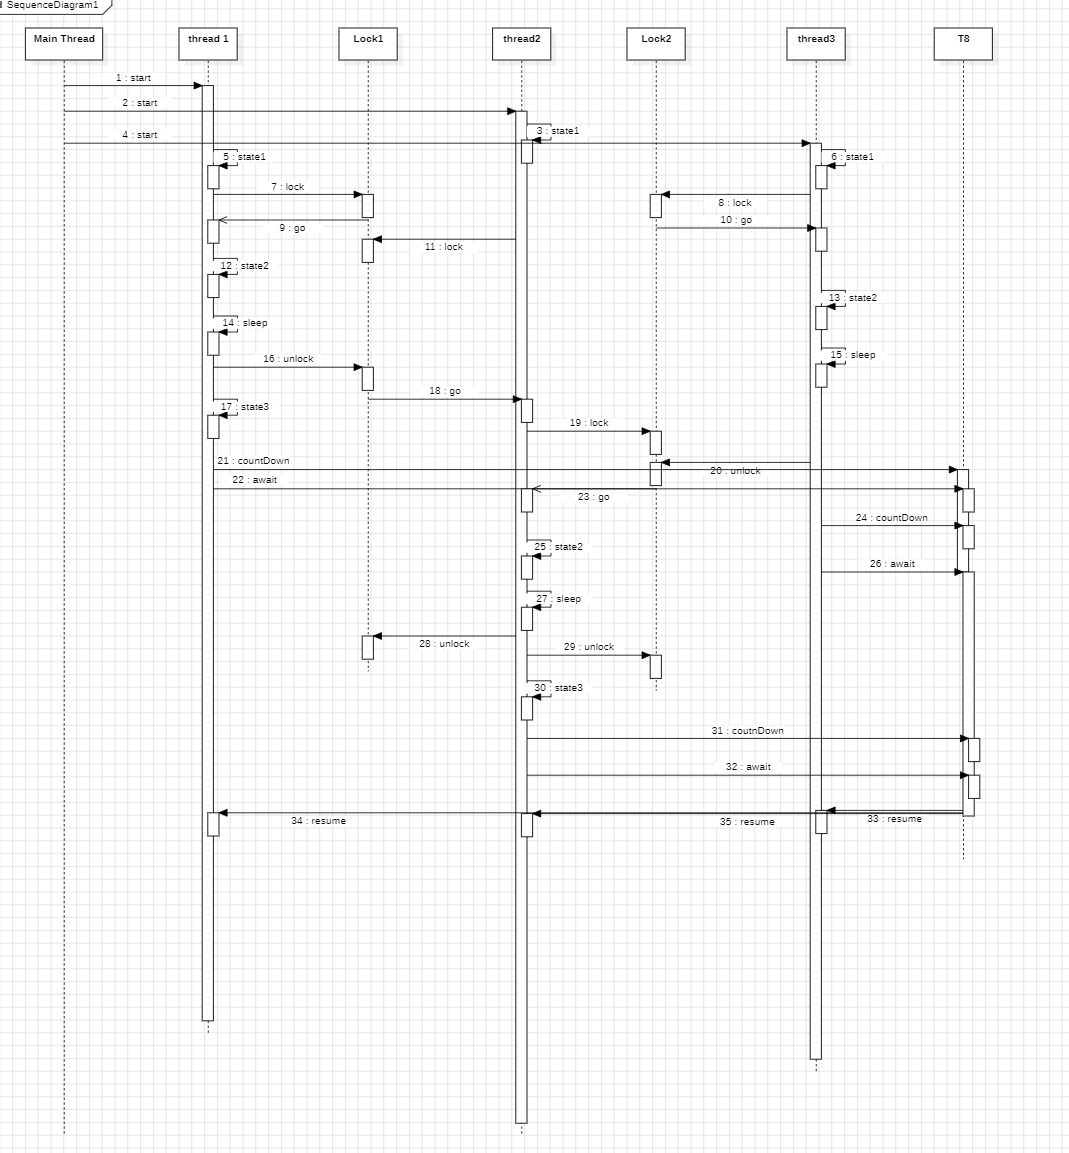 SequenceDiagram1
Main Thread
thread 1
Lock1
thread2
Lock2
thread3
T8
1 : start
2 : start
3 : state1
4 : start
5 : state1
6 : state1
7 : lock
8 : lock
9 : go
10 : go
11 : lock
12 : state2
13 : state2
14 : sleep
15 : sleep
16 : unlock
17 : state3
18 : go
19 : lock
20 : unlock
21 : countDown
22 : await
23 : go
24 : countDown
25 : state2
26 : await
27 : sleep
28 : unlock
29 : unlock
30 : state3
31 : coutnDown
32 : await
33 : resume
34 : resume
35 : resume